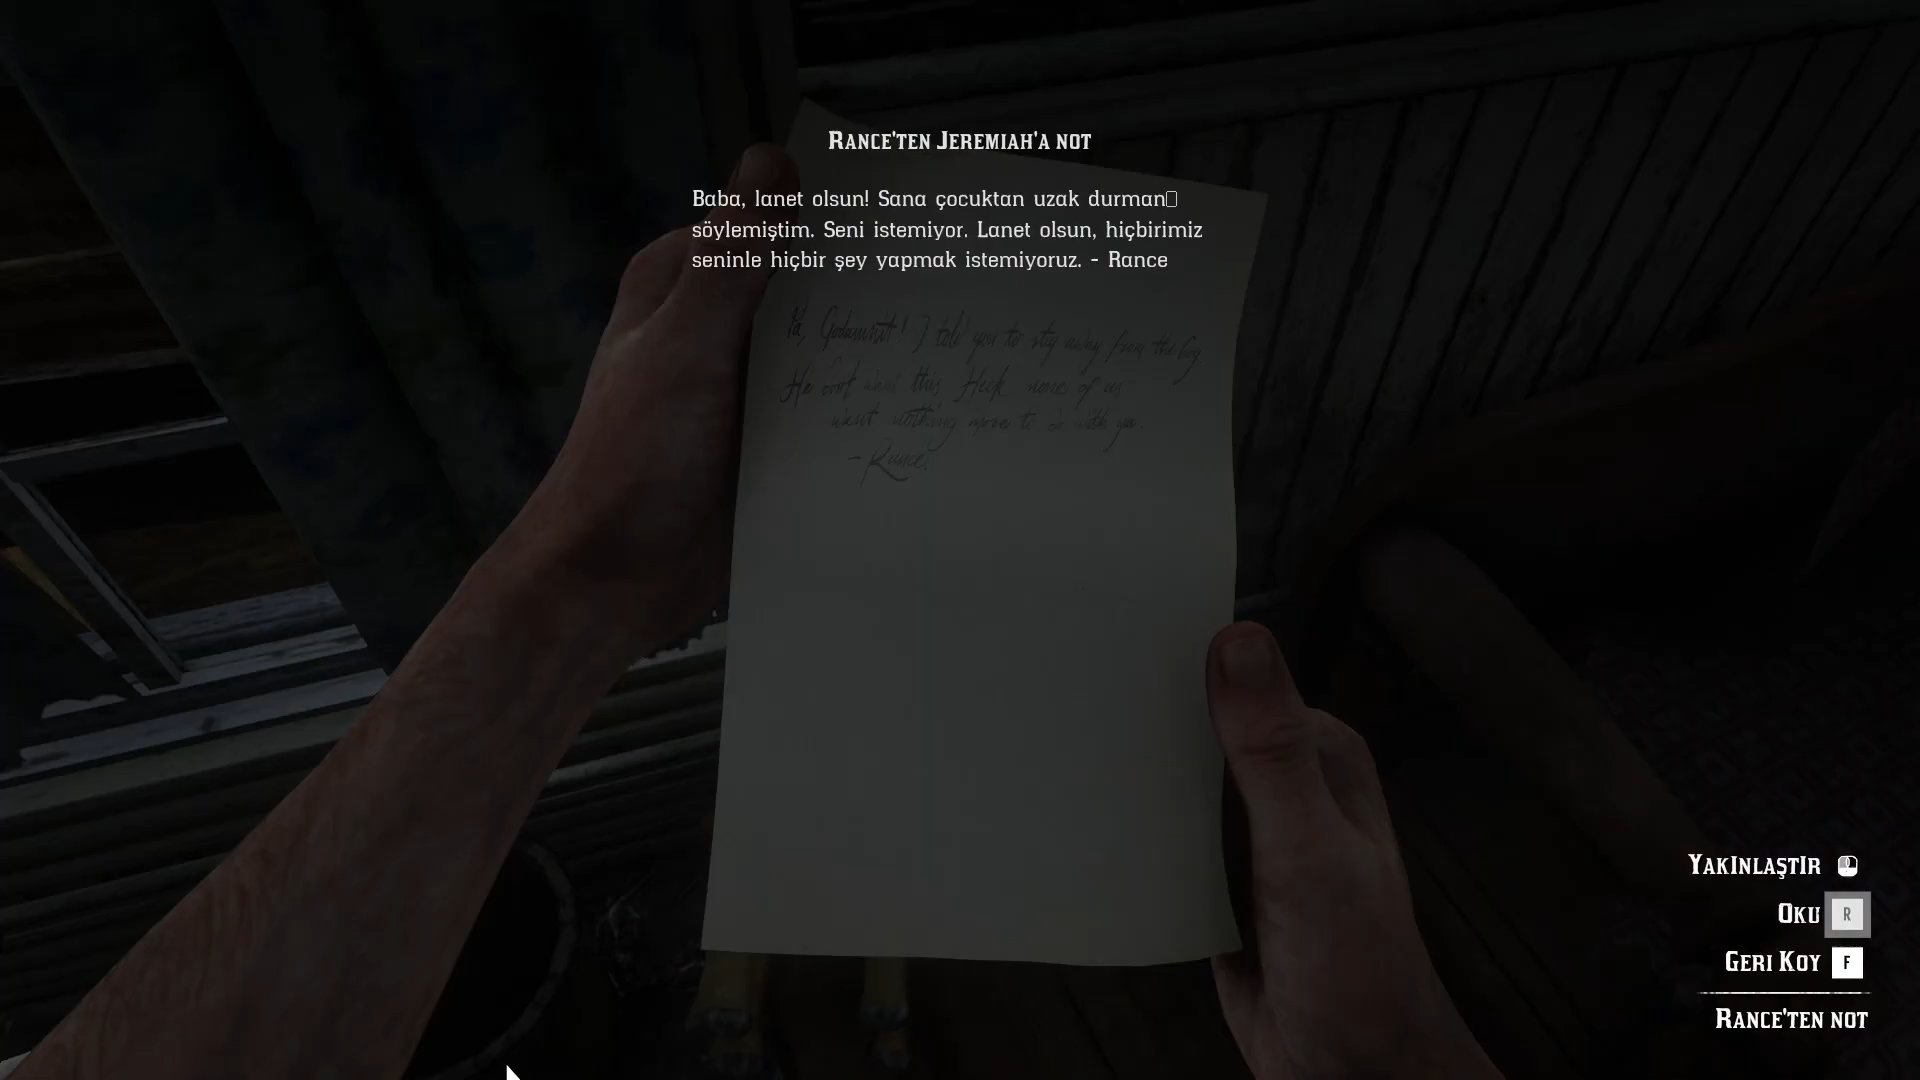 Rance'ten Jeremiah'a not
Baba, lanet olsun! Sana çocuktan uzak durman▯
söylemiştim. Seni istemiyor. Lanet olsun, hiçbirimiz
seninle hiçbir şey yapmak istemiyoruz. - Rance
Pa, Godamnit! I told you to stay away from the boy
He don't want this. Heck none of us
want nothing more to do with ya.
- Rance.
Yakınlaştır
Oku R
Geri Koy F
Rance'ten not